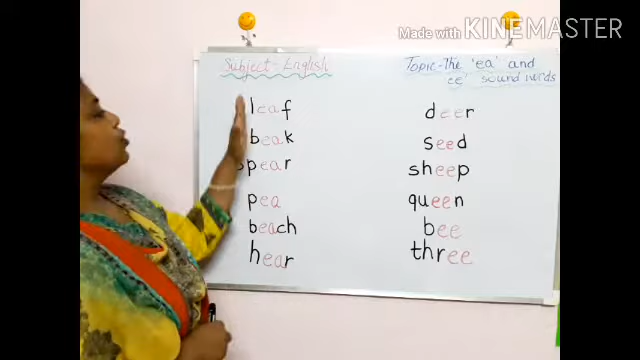 Made with KINEMASTER
Subject - English
Topic - The 'ea' and
ee' sound words
leaf
beak
spear
pea
beach
hear
deer
seed
sheep
queen
bee
three